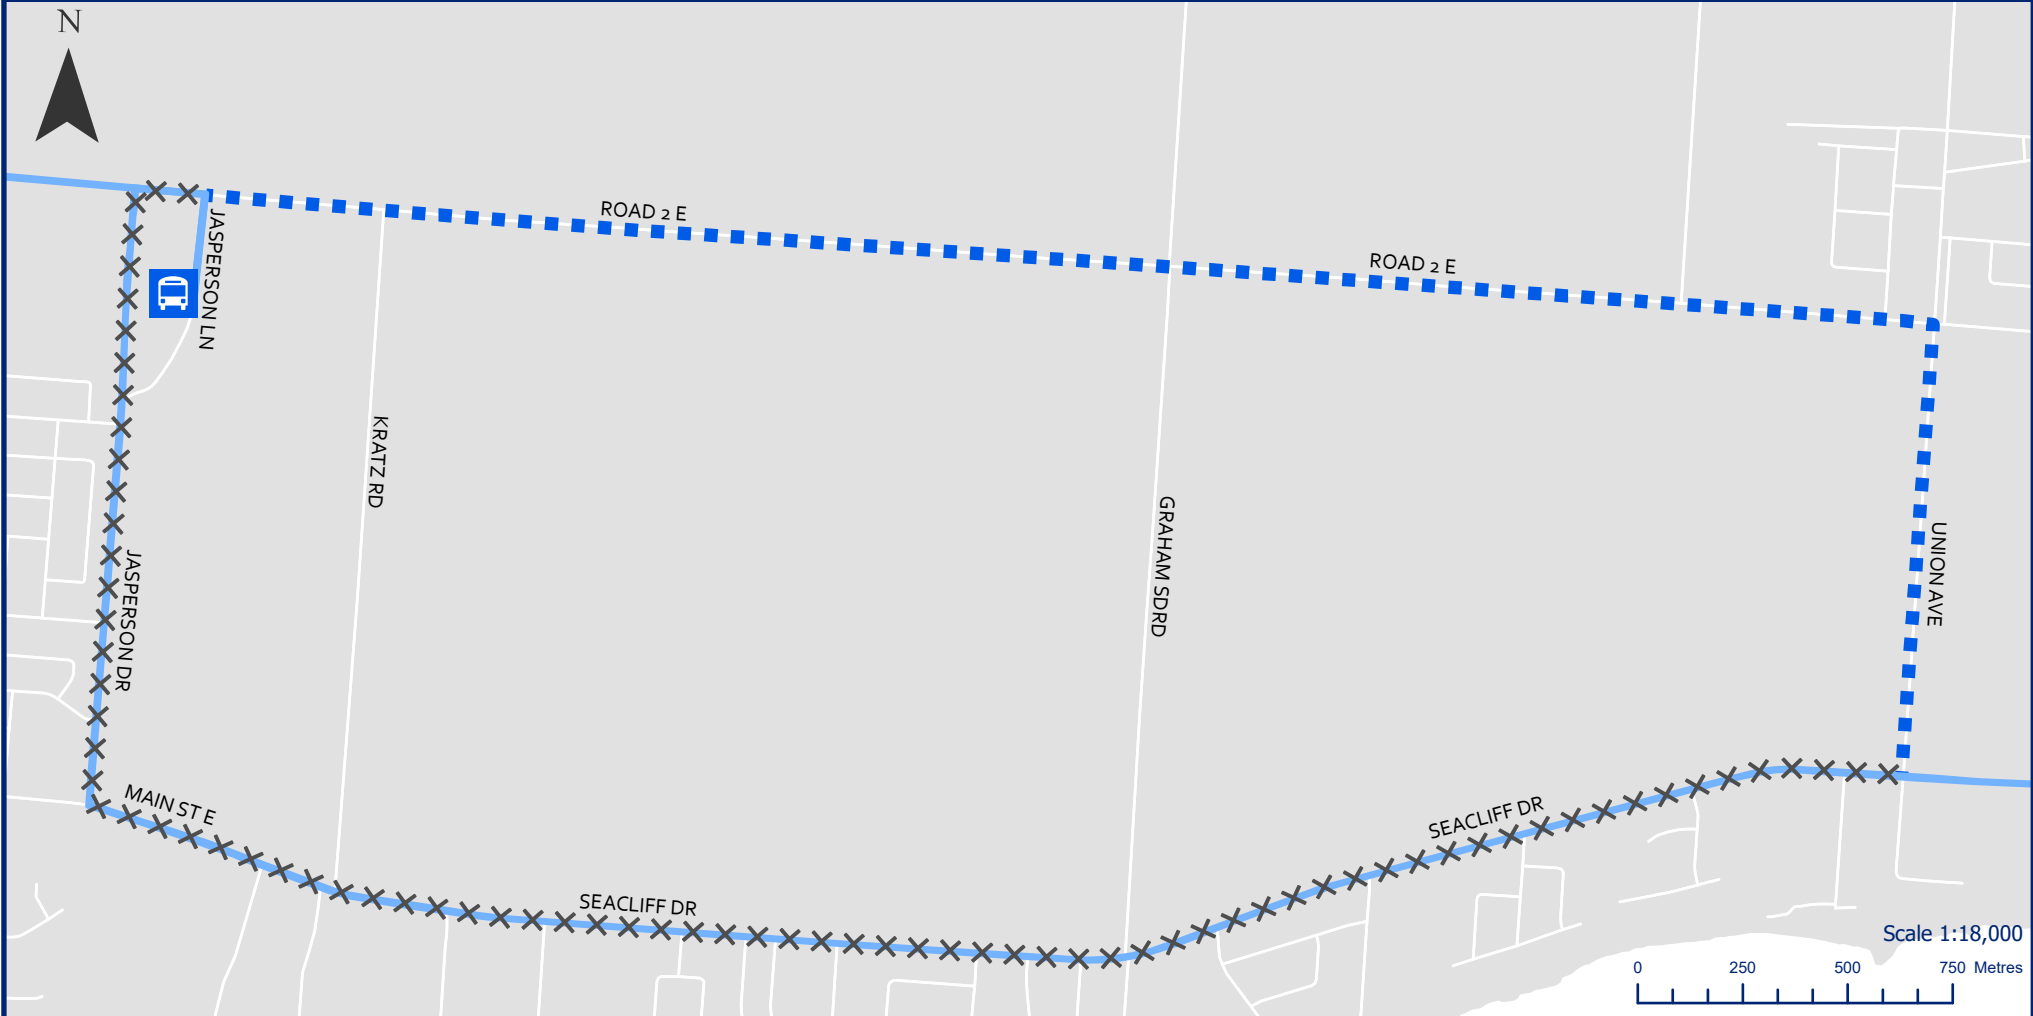 N
ROAD 2 E
ROAD 2 E
JASPERSON LN
KRATZ RD
GRAHAM SDRD
UNION AVE
JASPERSON DR
MAIN ST E
SEACLIFF DR
SEACLIFF DR
Scale 1:18,000
0 250 500 750 Metres